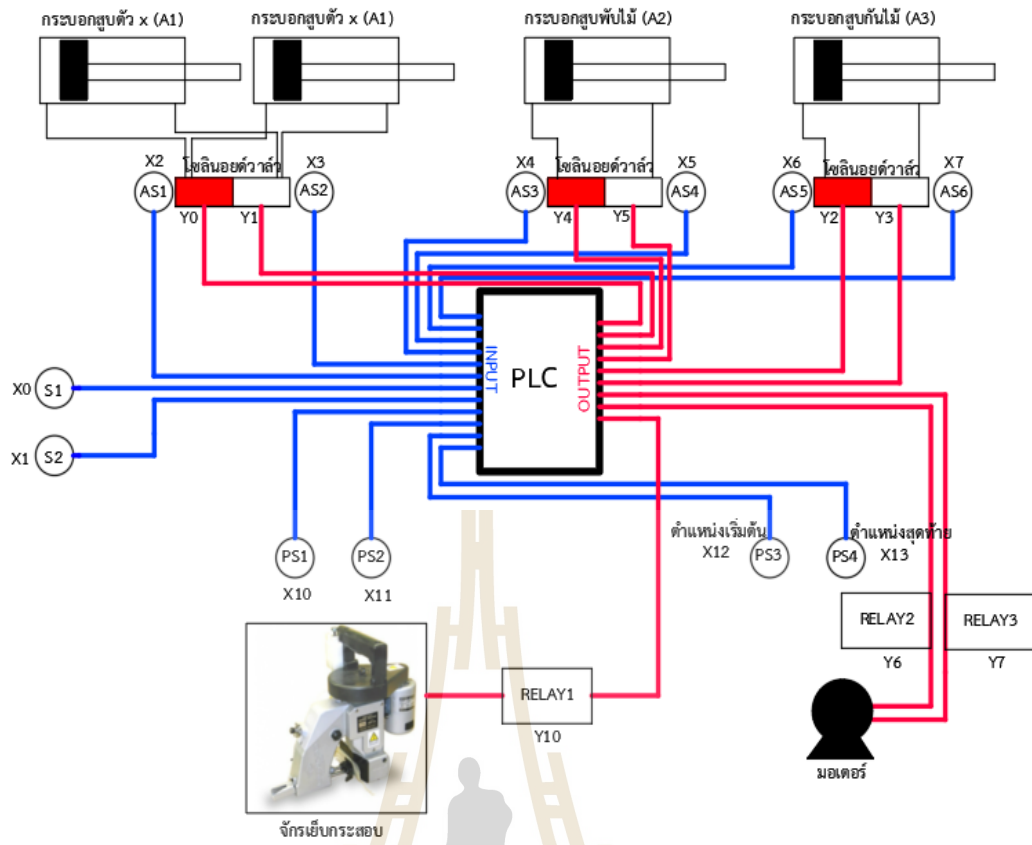 กระบอกสูบตัว x (A1)
กระบอกสูบตัว x (A1)
กระบอกสูบพับไม้ (A2)
กระบอกสูบกันไม้ (A3)
X2
โซลินอยด์วาล์ว
X3
X4
โซลินอยด์วาล์ว
X5
X6
โซลินอยด์วาล์ว
X7
AS1
AS2
AS3
AS4
AS5
AS6
Y0
Y1
Y4
Y5
Y2
Y3
INPUT
PLC
OUTPUT
X0
S1
X1
S2
PS1
X10
PS2
X11
ตำแหน่งเริ่มต้น
X12
PS3
ตำแหน่งสุดท้าย
X13
PS4
RELAY2
Y6
RELAY3
Y7
RELAY1
Y10
มอเตอร์
จักรเย็บกระสอบ